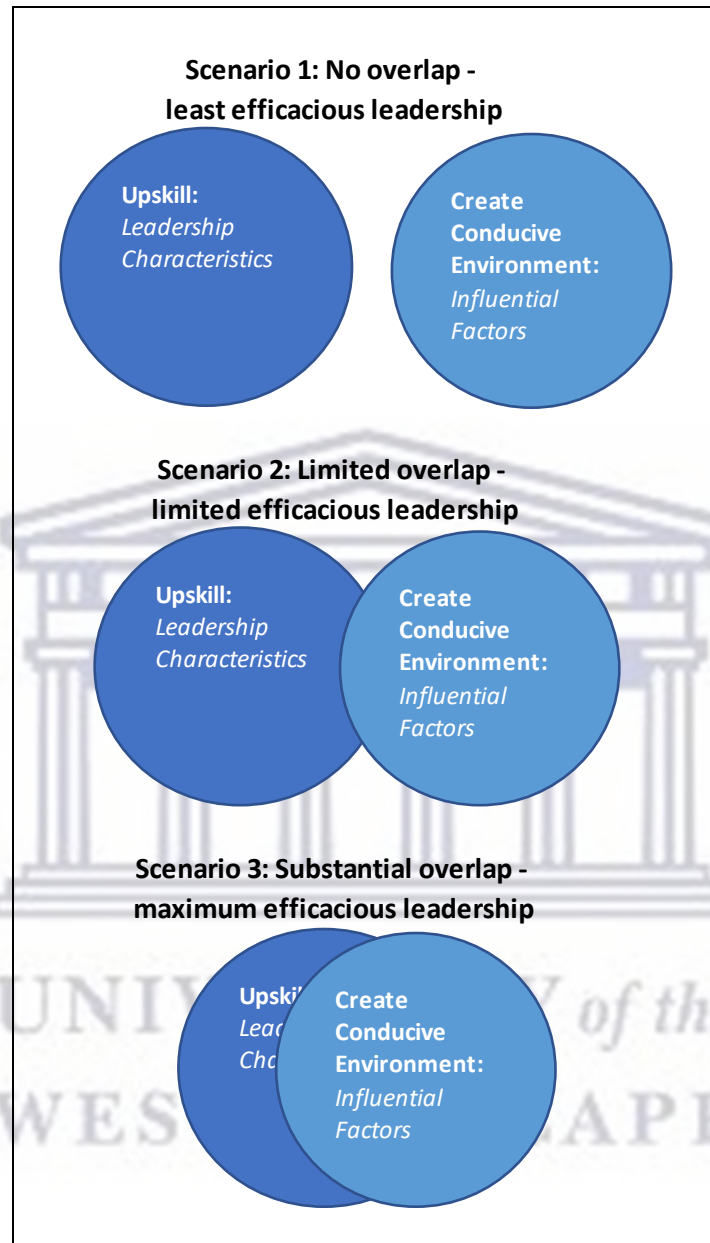 Scenario 1: No overlap -
least efficacious leadership
Upskill:
Leadership
Characteristics
Create
Conducive
Environment:
Influential
Factors
Scenario 2: Limited overlap -
limited efficacious leadership
Upskill:
Leadership
Characteristics
Create
Conducive
Environment:
Influential
Factors
Scenario 3: Substantial overlap -
maximum efficacious leadership
Create
Conducive
Environment:
Influential
Factors
of the